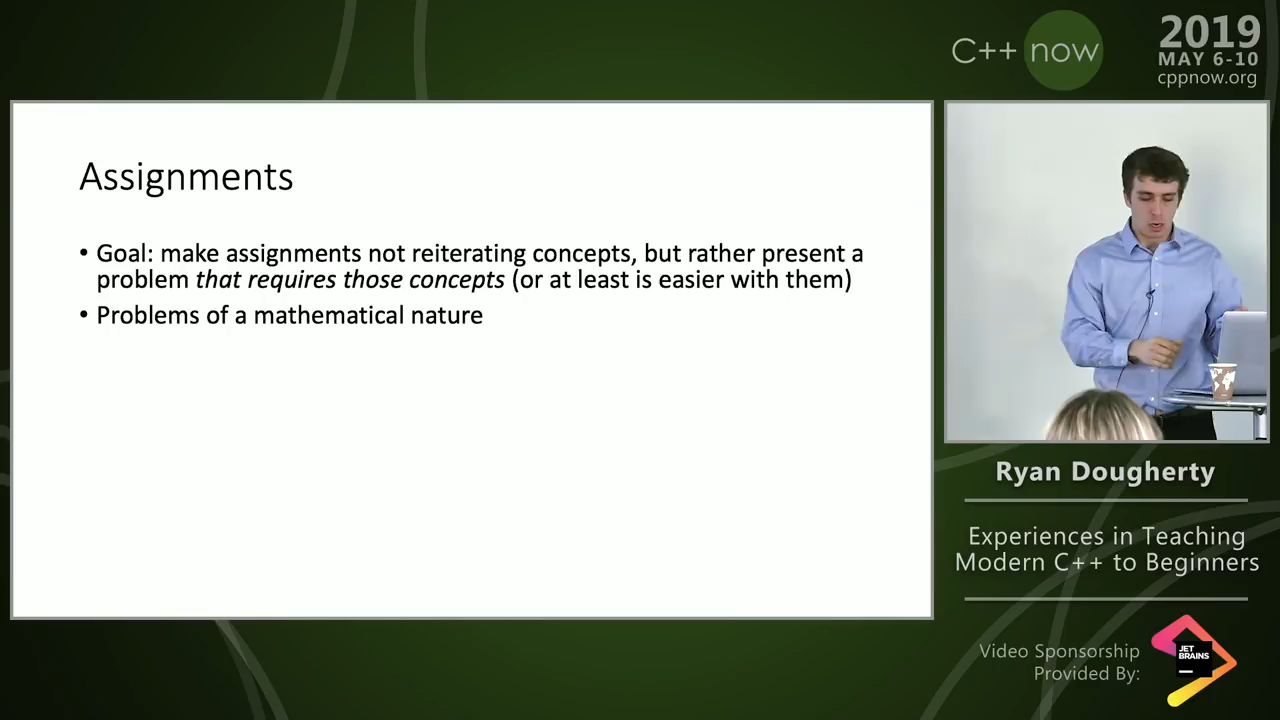 C++ now
2019
MAY 6-10
cppnow.org
Assignments
• Goal: make assignments not reiterating concepts, but rather present a
problem that requires those concepts (or at least is easier with them)
• Problems of a mathematical nature
Ryan Dougherty
Experiences in Teaching
Modern C++ to Beginners
Video Sponsorship
Provided By:
JET
BRAINS